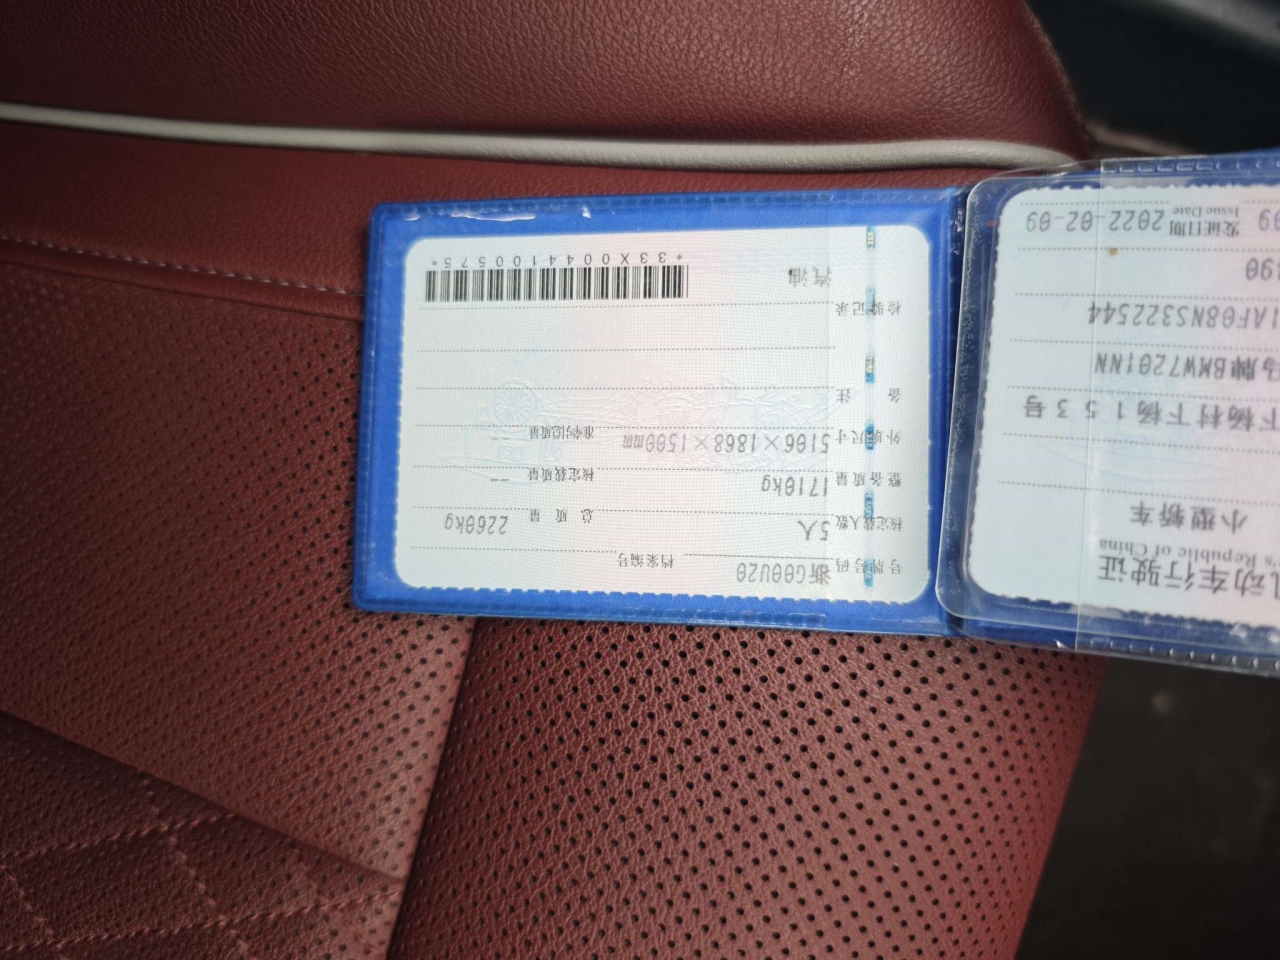 号牌号码 浙G00U20 档案编号
核定载人数 5人 总质量 2260kg
整备质量 1710kg 核定载质量 --
外廓尺寸 5106×1868×1500mm 准牵引总质量 --
备注
检验记录
汽油
*33X0044100575*
动车行驶证
's Republic of China
小型轿车
下杨村下杨153号
马牌BMW7201NN
1AF08NS322544
90
09 发证日期 2022-02-09
Issue Date